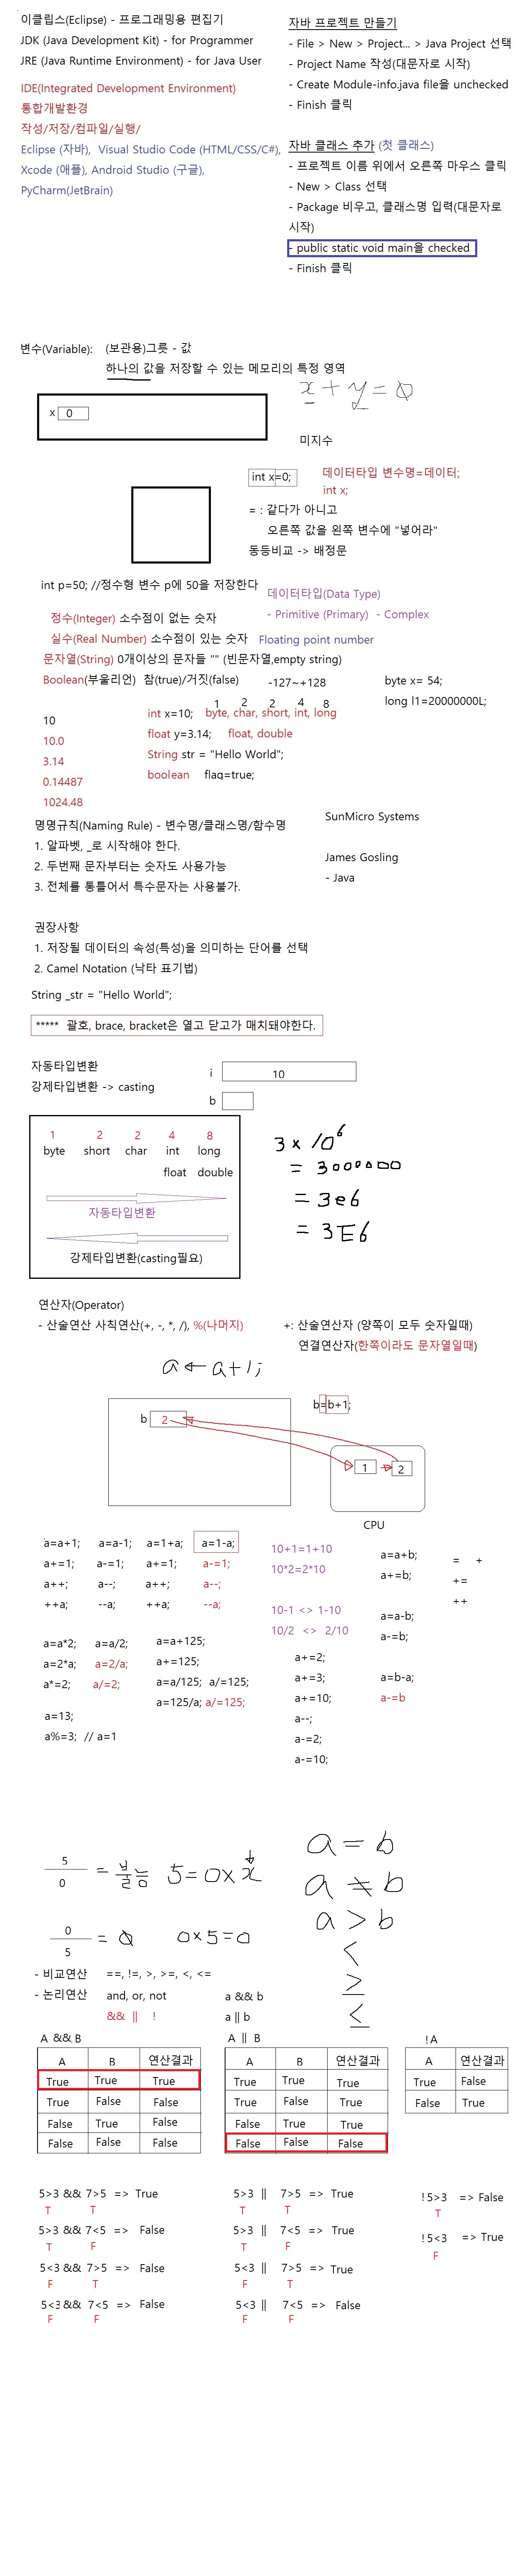 이클립스(Eclipse) - 프로그래밍용 편집기
JDK (Java Development Kit) - for Programmer
JRE (Java Runtime Environment) - for Java User
IDE(Integrated Development Environment)
통합개발환경
작성/저장/컴파일/실행/
Eclipse (자바), Visual Studio Code (HTML/CSS/C#),
Xcode (애플), Android Studio (구글),
PyCharm(JetBrain)
자바 프로젝트 만들기
- File > New > Project... > Java Project 선택
- Project Name 작성(대문자로 시작)
- Create Module-info.java file을 unchecked
- Finish 클릭
자바 클래스 추가 (첫 클래스)
- 프로젝트 이름 위에서 오른쪽 마우스 클릭
- New > Class 선택
- Package 비우고, 클래스명 입력(대문자로
시작)
- public static void main을 checked
- Finish 클릭
변수(Variable): (보관용)그릇 - 값
하나의 값을 저장할 수 있는 메모리의 특정 영역
x 0
x + y = 0
미지수
int x=0; 데이터타입 변수명=데이터;
int x;
= : 같다가 아니고
오른쪽 값을 왼쪽 변수에 "넣어라"
동등비교 -> 배정문
int p=50; //정수형 변수 p에 50을 저장한다
데이터타입(Data Type)
- Primitive (Primary) - Complex
정수(Integer) 소수점이 없는 숫자
실수(Real Number) 소수점이 있는 숫자 Floating point number
문자열(String) 0개이상의 문자들 "" (빈문자열,empty string)
Boolean(부울리언) 참(true)/거짓(false)
-127~+128
byte x= 54;
long l1=20000000L;
1 2 2 4 8
int x=10; byte, char, short, int, long
float y=3.14; float, double
String str = "Hello World";
boolean flag=true;
10
10.0
3.14
0.14487
1024.48
명명규칙(Naming Rule) - 변수명/클래스명/함수명
1. 알파벳, _로 시작해야 한다.
2. 두번째 문자부터는 숫자도 사용가능
3. 전체를 통틀어서 특수문자는 사용불가.
SunMicro Systems
James Gosling
- Java
권장사항
1. 저장될 데이터의 속성(특성)을 의미하는 단어를 선택
2. Camel Notation (낙타 표기법)
String _str = "Hello World";
***** 괄호, brace, bracket은 열고 닫고가 매치돼야한다.
자동타입변환
강제타입변환 -> casting
i 10
b
1 2 2 4 8
byte short char int long
float double
자동타입변환
강제타입변환(casting필요)
3 x 10^6
= 3000000
= 3e6
= 3E6
연산자(Operator)
- 산술연산 사칙연산(+, -, *, /), %(나머지)
+: 산술연산자 (양쪽이 모두 숫자일때)
연결연산자(한쪽이라도 문자열일때)
a ← a+1;
b 2
b=b+1;
1 2
CPU
a=a+1; a=a-1; a=1+a; a=1-a;
a+=1; a-=1; a+=1; a-=1;
a++; a--; a++; a--;
++a; --a; ++a; --a;
10+1=1+10
10*2=2*10
10-1 <> 1-10
10/2 <> 2/10
a=a+b;
a+=b;
a=a-b;
a-=b;
a=b-a;
a-=b
= +
+=
++
a=a*2; a=a/2;
a=2*a; a=2/a;
a*=2; a/=2;
a=a+125;
a+=125;
a=a/125; a/=125;
a=125/a; a/=125;
a=13;
a%=3; // a=1
a+=2;
a+=3;
a+=10;
a--;
a-=2;
a-=10;
5
0
= 불능 5=0×x
0
5
= 0 0×5=0
a = b
a ≠ b
a > b
<
≥
≤
- 비교연산 ==, !=, >, >=, <, <=
- 논리연산 and, or, not
&& || !
a && b
a || b
A && B
A B 연산결과
True True True
True False False
False True False
False False False
A || B
A B 연산결과
True True True
True False True
False True True
False False False
!A
A 연산결과
True False
False True
5>3 && 7>5 => True
T T
5>3 && 7<5 => False
T F
5<3 && 7>5 => False
F T
5<3 && 7<5 => False
F F
5>3 || 7>5 => True
T T
5>3 || 7<5 => True
T F
5<3 || 7>5 => True
F T
5<3 || 7<5 => False
F F
!5>3 => False
T
!5<3 => True
F